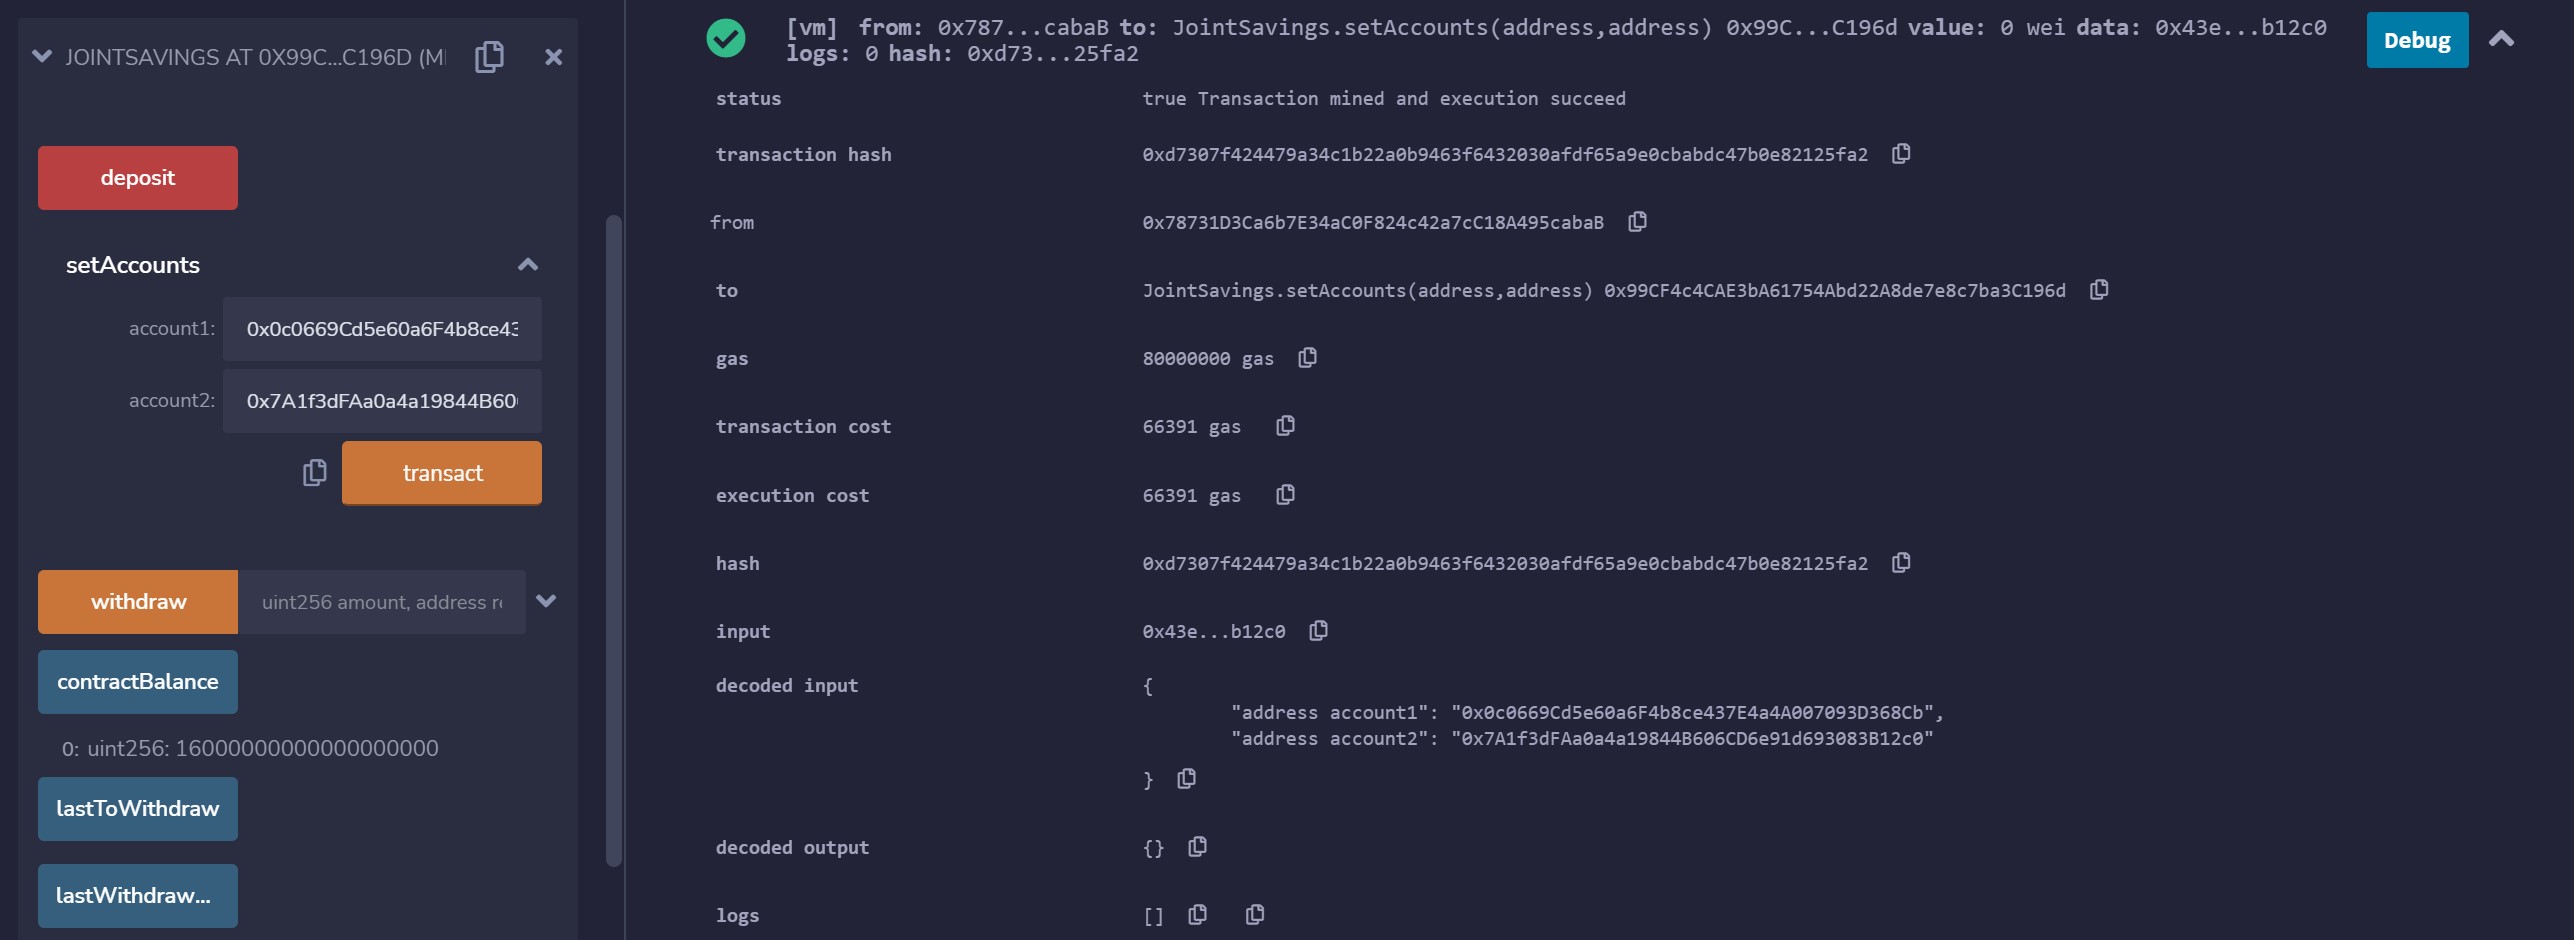 JOINTSAVINGS AT 0X99C...C196D (M
deposit
setAccounts
account1: 0x0c0669Cd5e60a6F4b8ce43
account2: 0x7A1f3dFAa0a4a19844B60
transact
withdraw uint256 amount, address r
contractBalance
0: uint256: 16000000000000000000
lastToWithdraw
lastWithdraw...
[vm] from: 0x787...cabaB to: JointSavings.setAccounts(address,address) 0x99C...C196d value: 0 wei data: 0x43e...b12c0
logs: 0 hash: 0xd73...25fa2
Debug
status true Transaction mined and execution succeed
transaction hash 0xd7307f424479a34c1b22a0b9463f6432030afdf65a9e0cbabdc47b0e82125fa2
from 0x78731D3Ca6b7E34aC0F824c42a7cC18A495cabaB
to JointSavings.setAccounts(address,address) 0x99CF4c4CAE3bA61754Abd22A8de7e8c7ba3C196d
gas 80000000 gas
transaction cost 66391 gas
execution cost 66391 gas
hash 0xd7307f424479a34c1b22a0b9463f6432030afdf65a9e0cbabdc47b0e82125fa2
input 0x43e...b12c0
decoded input {
"address account1": "0x0c0669Cd5e60a6F4b8ce437E4a4A007093D368Cb",
"address account2": "0x7A1f3dFAa0a4a19844B606CD6e91d693083B12c0"
}
decoded output {}
logs []